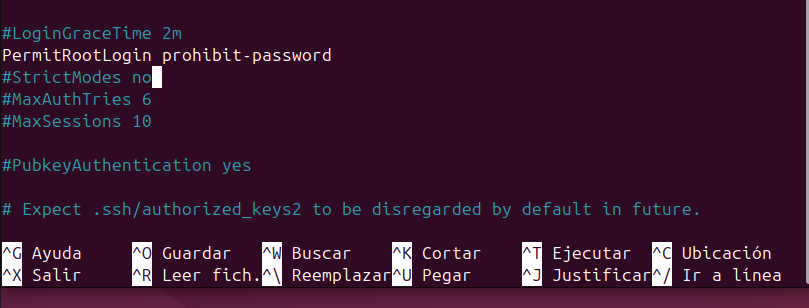 #LoginGraceTime 2m
PermitRootLogin prohibit-password
#StrictModes no
#MaxAuthTries 6
#MaxSessions 10
#PubkeyAuthentication yes
# Expect .ssh/authorized_keys2 to be disregarded by default in future.
^G Ayuda ^O Guardar ^W Buscar ^K Cortar ^T Ejecutar ^C Ubicación
^X Salir ^R Leer fich. ^\ Reemplazar ^U Pegar ^J Justificar ^/ Ir a línea